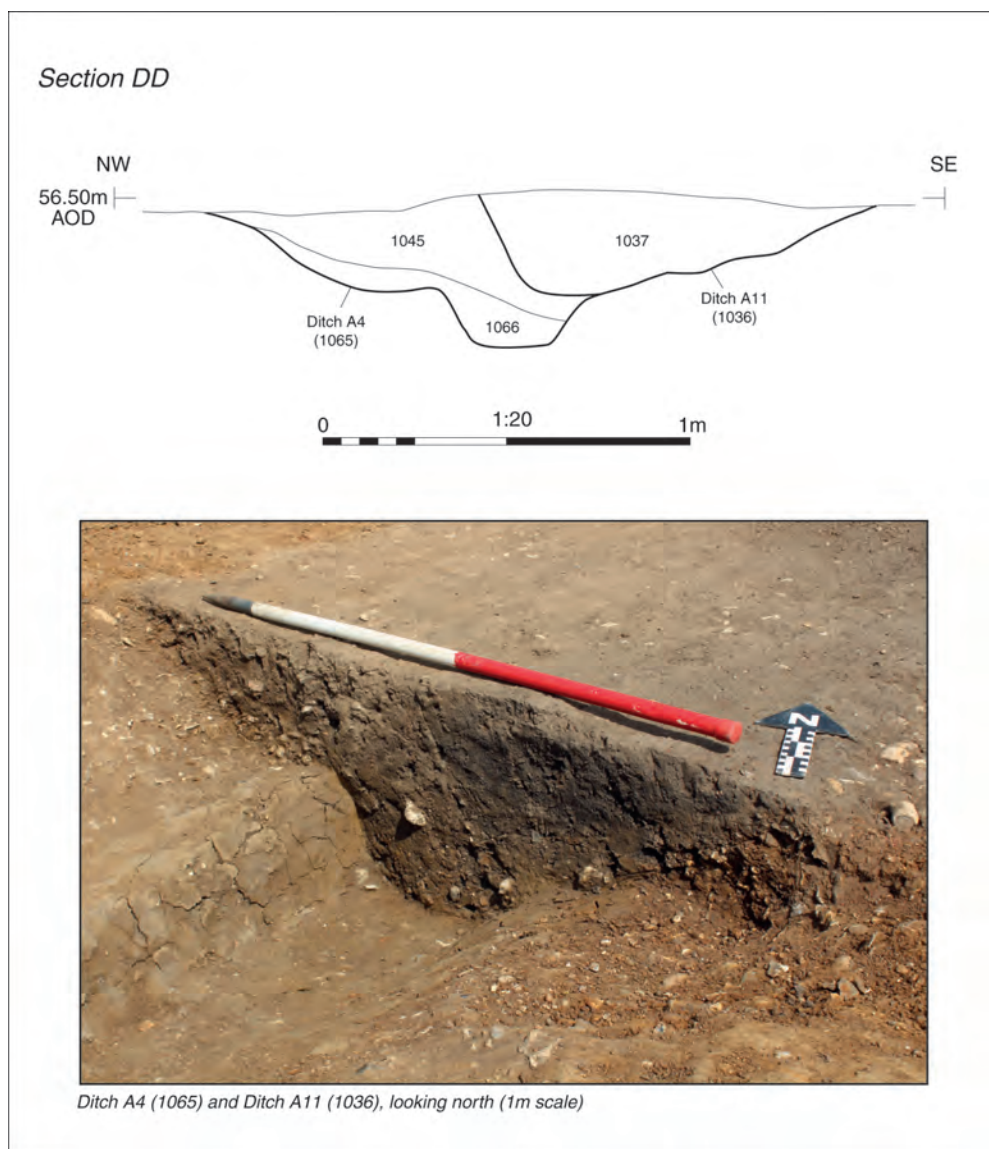 Section DD
NW
SE
56.50m
AOD
1045
1037
Ditch A4
(1065)
1066
Ditch A11
(1036)
0
1:20
1m
N
Ditch A4 (1065) and Ditch A11 (1036), looking north (1m scale)